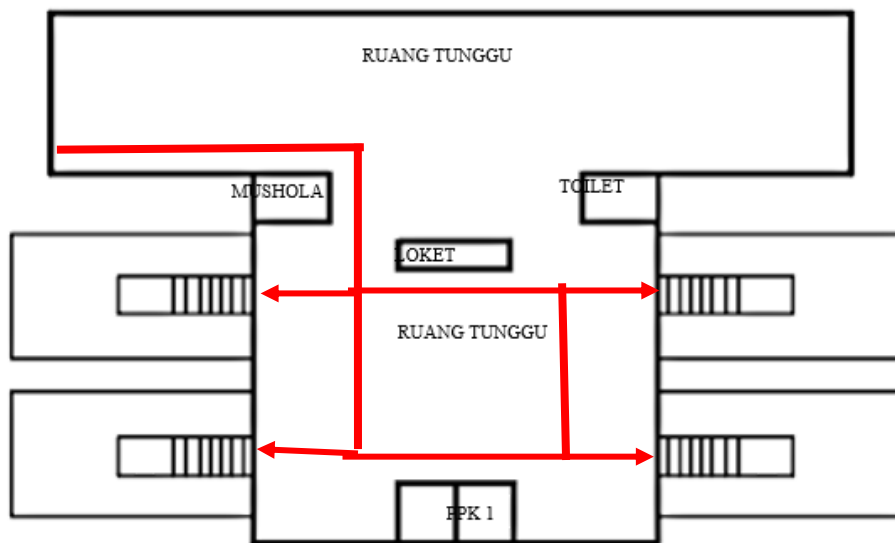 RUANG TUNGGU
MUSHOLA
TOILET
LOKET
RUANG TUNGGU
PPK 1